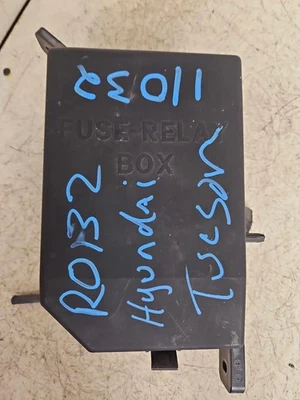 11032
FUSE-RELAY
BOX
R0132
Hyundai
Tucson